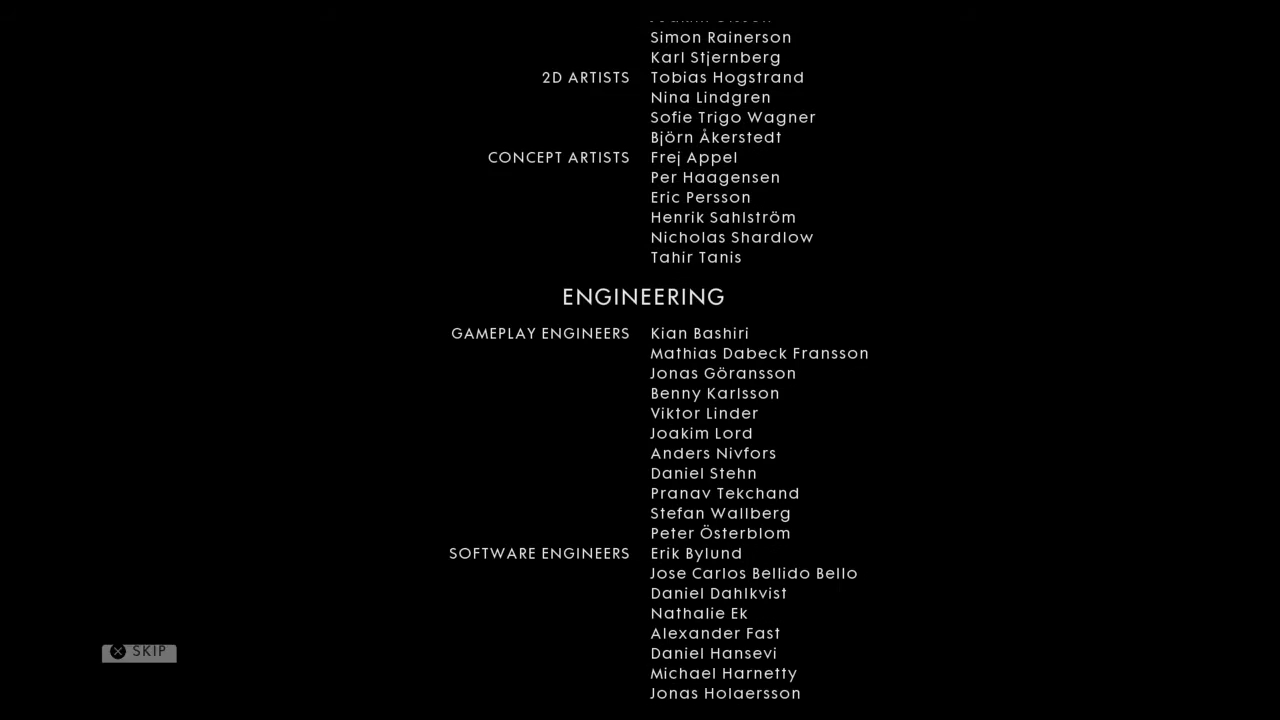 Simon Rainerson
Karl Stjernberg
2D ARTISTS Tobias Hogstrand
Nina Lindgren
Sofie Trigo Wagner
Björn Åkerstedt
CONCEPT ARTISTS Frej Appel
Per Haagensen
Eric Persson
Henrik Sahlström
Nicholas Shardlow
Tahir Tanis
ENGINEERING
GAMEPLAY ENGINEERS Kian Bashiri
Mathias Dabeck Fransson
Jonas Göransson
Benny Karlsson
Viktor Linder
Joakim Lord
Anders Nivfors
Daniel Stehn
Pranav Tekchand
Stefan Wallberg
Peter Österblom
SOFTWARE ENGINEERS Erik Bylund
Jose Carlos Bellido Bello
Daniel Dahlkvist
Nathalie Ek
Alexander Fast
Daniel Hansevi
Michael Harnetty
Jonas Holaersson
SKIP